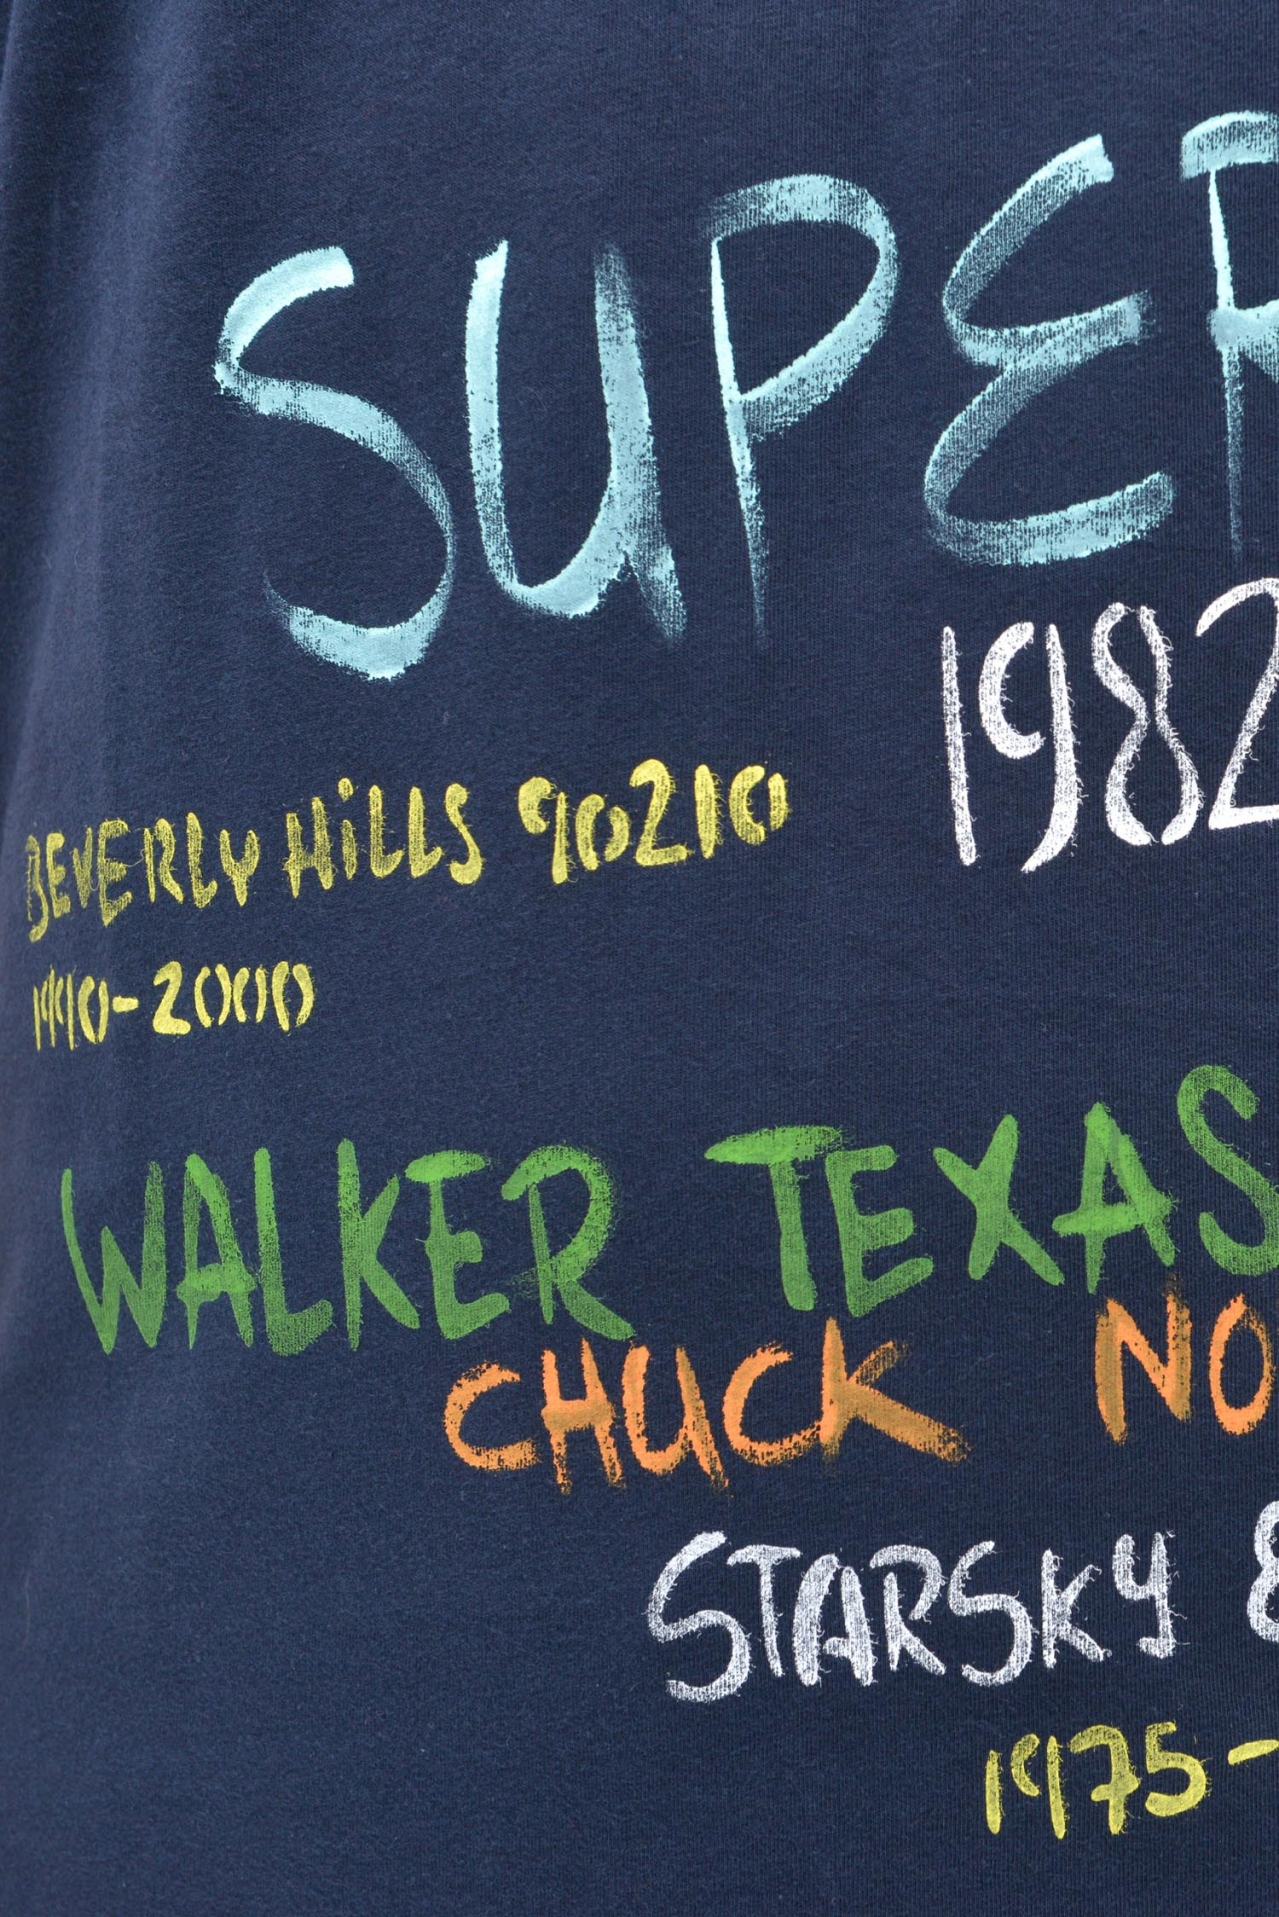 SUPER
1982
BEVERLY HiLLS 90210
1990-2000
WALKER TEXAS
CHUCK NO
STARSKY &
1975-